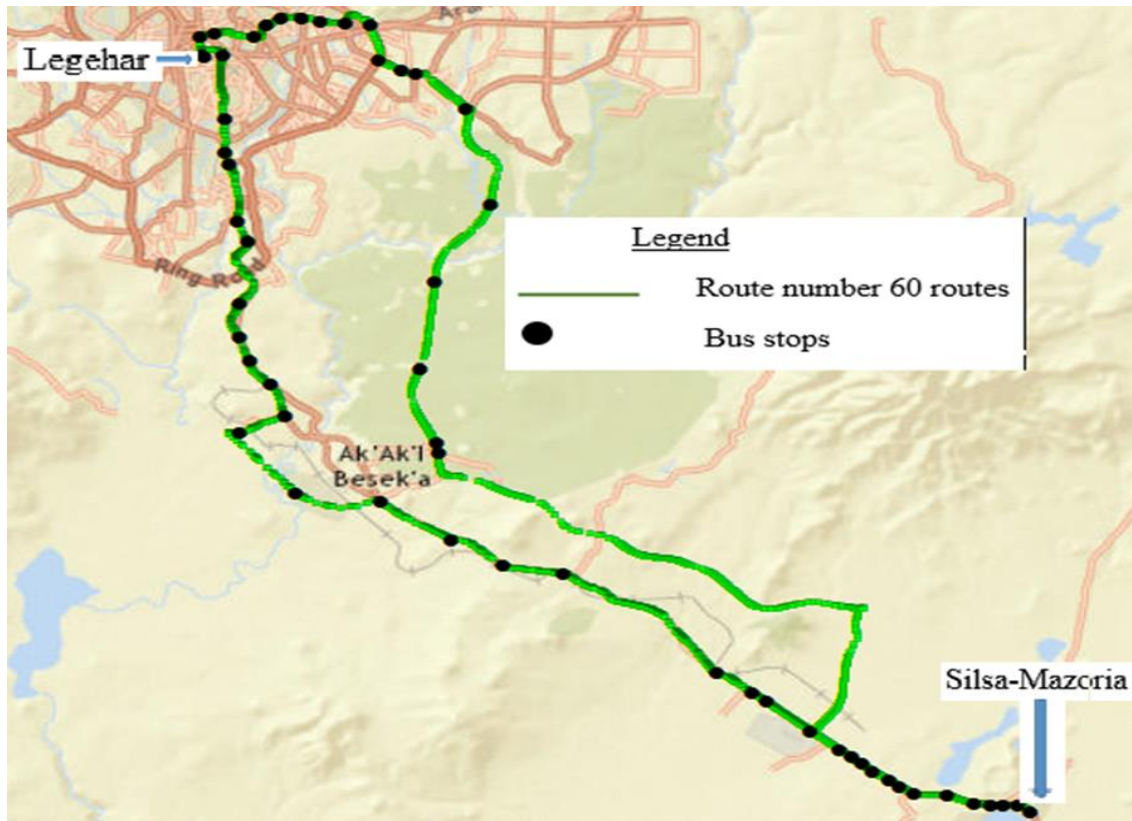 Legehar
Legend
Route number 60 routes
Bus stops
Ring Road
Ak'Ak'l
Besek'a
Silsa-Mazoria